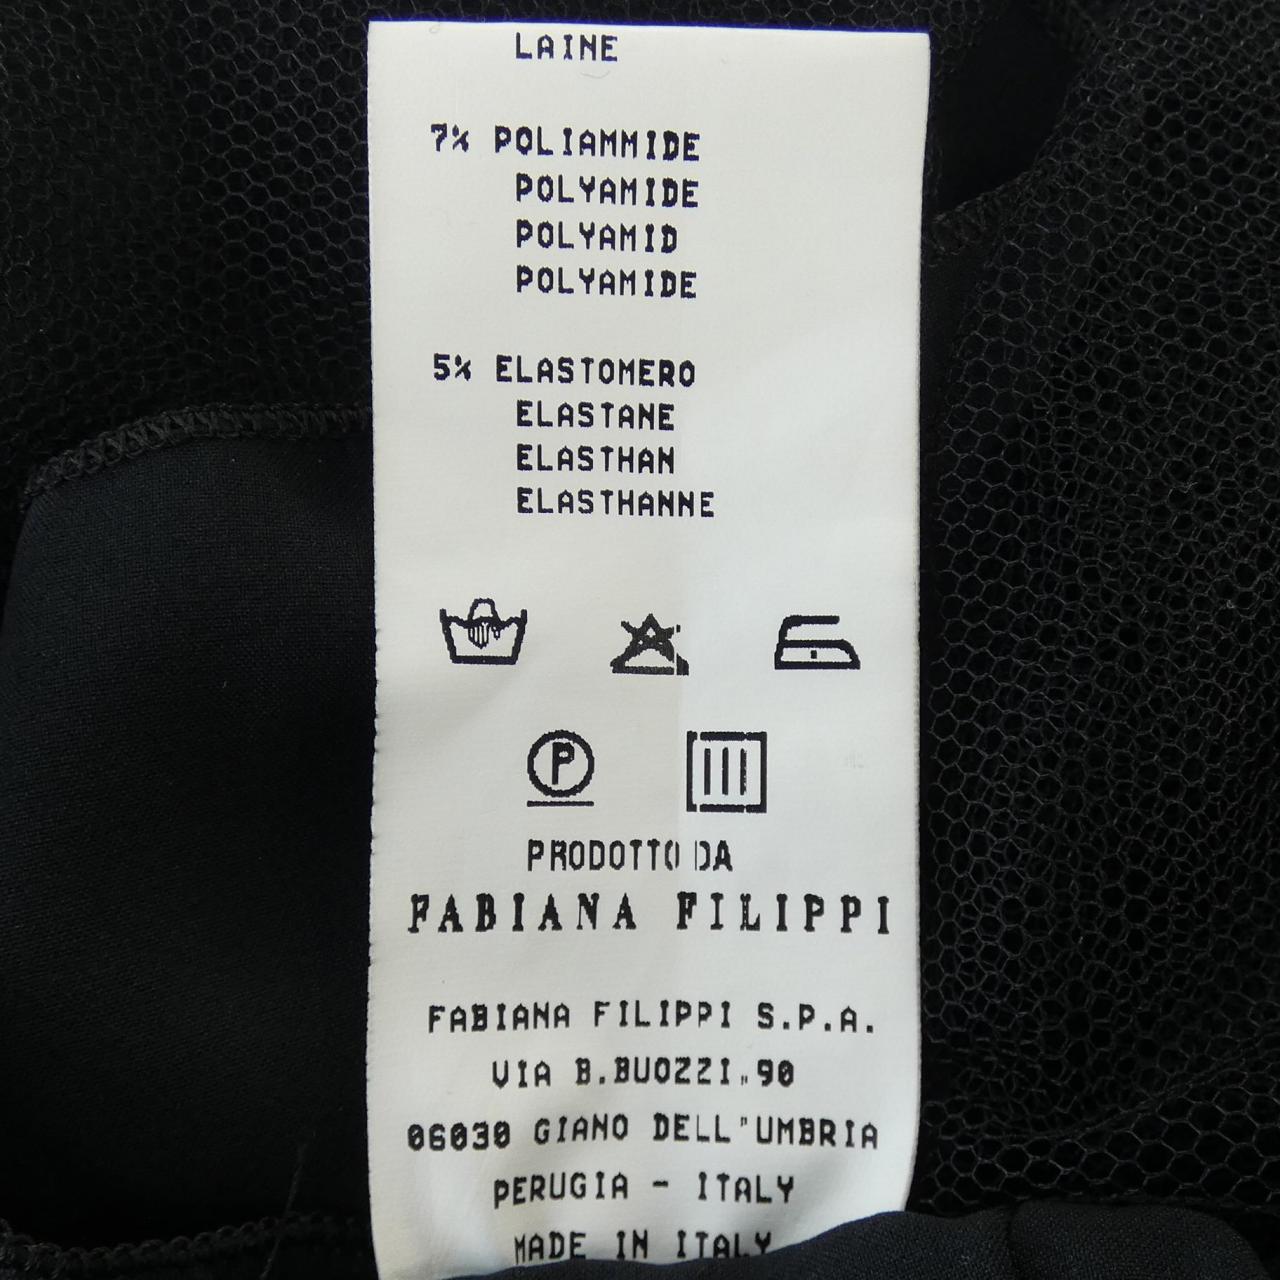 LAINE
7% POLIAMMIDE
POLYAMIDE
POLYAMID
POLYAMIDE
5% ELASTOMERO
ELASTANE
ELASTHAN
ELASTHANNE
P
PRODOTTO DA
FABIANA FILIPPI
FABIANA FILIPPI S.P.A.
VIA B.BUOZZI,90
06030 GIANO DELL"UMBRIA
PERUGIA - ITALY
MADE IN ITALY